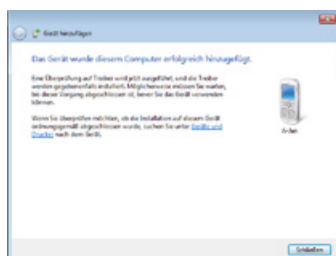 Gerät hinzufügen
Das Gerät wurde diesem Computer erfolgreich hinzugefügt.
Eine Überprüfung auf Treiber wird jetzt ausgeführt, und die Treiber
werden gegebenenfalls installiert. Möglicherweise müssen Sie warten,
bis dieser Vorgang abgeschlossen ist, bevor Sie das Gerät verwenden
können.
Wenn Sie überprüfen möchten, ob die Installation auf diesem Gerät
ordnungsgemäß abgeschlossen wurde, suchen Sie unter Geräte und
Drucker nach dem Gerät.
Schließen